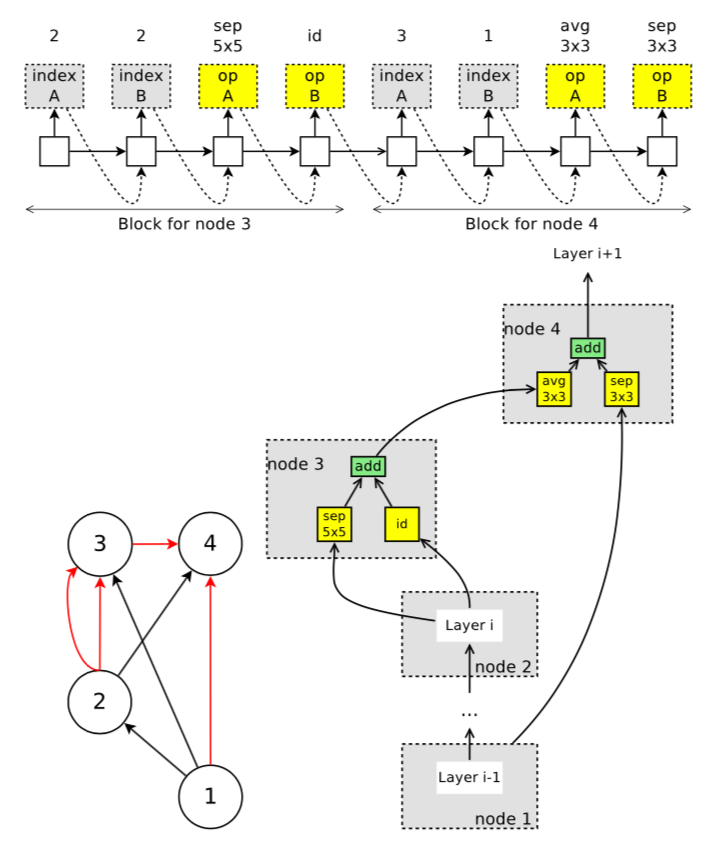 2 2 sep id 3 1 avg sep
5x5 3x3 3x3
index index op op index index op op
A B A B A B A B
Block for node 3 Block for node 4
Layer i+1
node 4
add
avg sep
3x3 3x3
node 3 add
sep id
5x5
3 4
Layer i
node 2
2
...
Layer i-1
1
node 1